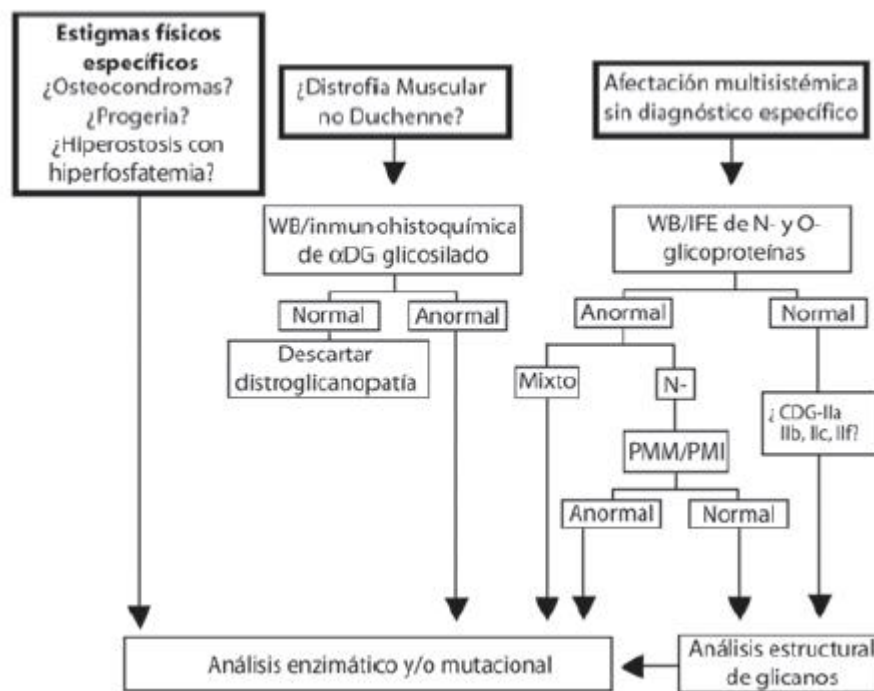 Estigmas físicos
específicos
¿Osteocondromas?
¿Progeria?
¿Hiperostosis con
hiperfosfatemia?
¿Distrofia Muscular
no Duchenne?
Afectación multisistémica
sin diagnóstico específico
WB/inmunohistoquímica
de αDG glicosilado
WB/IFE de N- y O-
glicoproteínas
Normal
Anormal
Anormal
Normal
Descartar
distroglicanopatía
Mixto
N-
¿ CDG-IIa
IIb, IIc, IIf?
PMM/PMI
Anormal
Normal
Análisis enzimático y/o mutacional
Análisis estructural
de glicanos